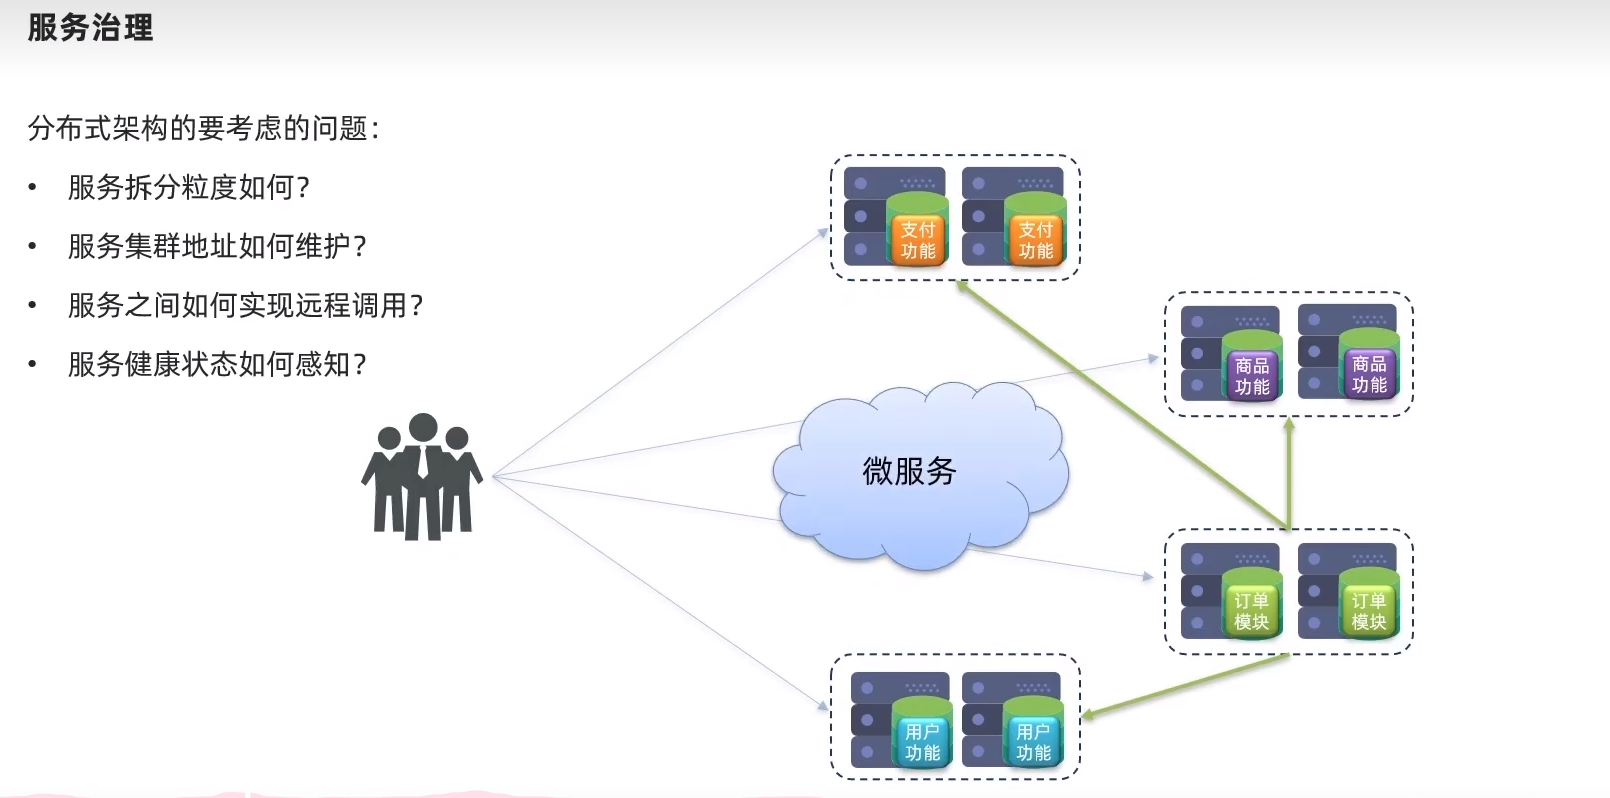 服务治理
分布式架构的要考虑的问题：
• 服务拆分粒度如何？
• 服务集群地址如何维护？
• 服务之间如何实现远程调用？
• 服务健康状态如何感知？
支付
功能
支付
功能
商品
功能
商品
功能
微服务
订单
模块
订单
模块
用户
功能
用户
功能